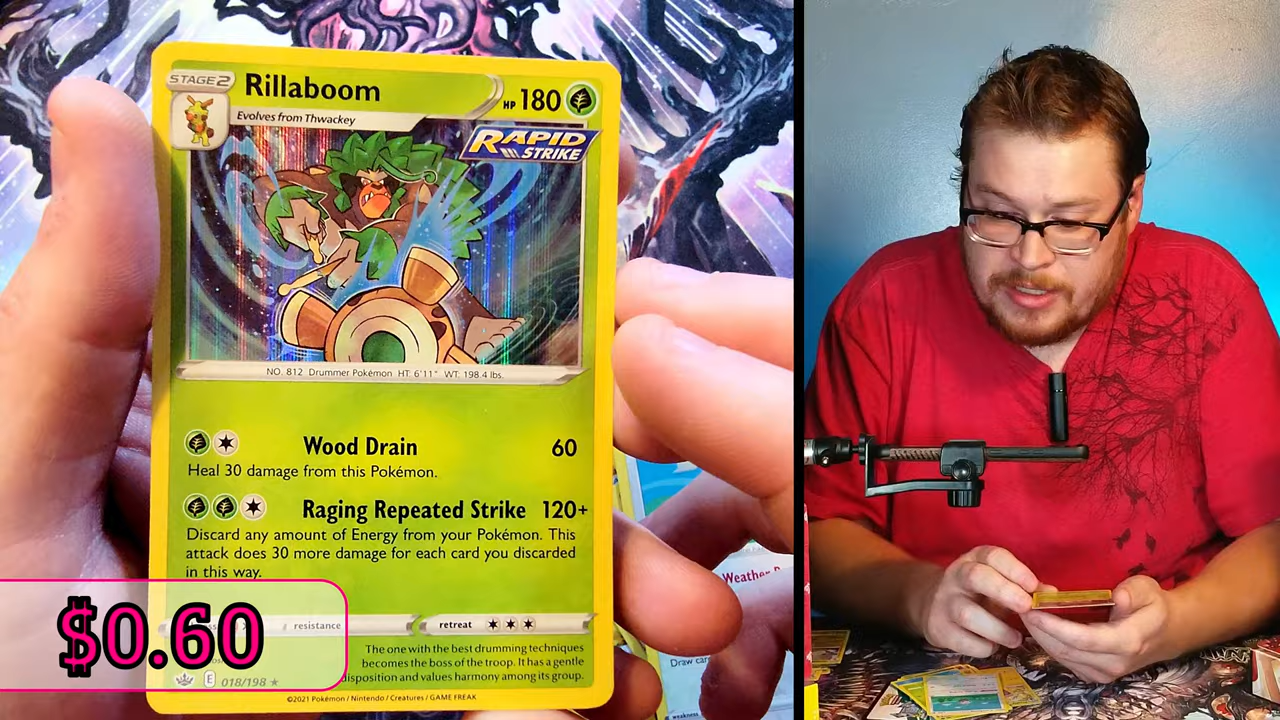 STAGE2
Rillaboom
HP 180
Evolves from Thwackey
RAPID
STRIKE
NO. 812 Drummer Pokémon HT: 6'11" WT: 198.4 lbs.
Wood Drain 60
Heal 30 damage from this Pokémon.
Raging Repeated Strike 120+
Discard any amount of Energy from your Pokémon. This
attack does 30 more damage for each card you discarded
in this way.
resistance
retreat
$0.60
The one with the best drumming techniques
becomes the boss of the troop. It has a gentle
disposition and values harmony among its group.
E 018/198 ★
©2021 Pokémon / Nintendo / Creatures / GAME FREAK
Weather
Draw
weakness